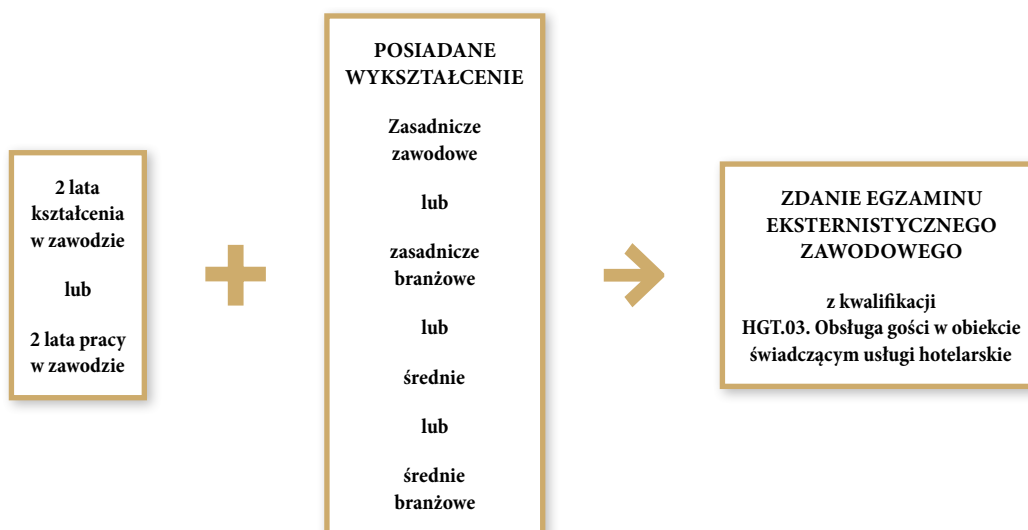 2 lata
kształcenia
w zawodzie
lub
2 lata pracy
w zawodzie
POSIADANE
WYKSZTAŁCENIE
Zasadnicze
zawodowe
lub
zasadnicze
branżowe
lub
średnie
lub
średnie
branżowe
ZDANIE EGZAMINU
EKSTERNISTYCZNEGO
ZAWODOWEGO
z kwalifikacji
HGT.03. Obsługa gości w obiekcie
świadczącym usługi hotelarskie